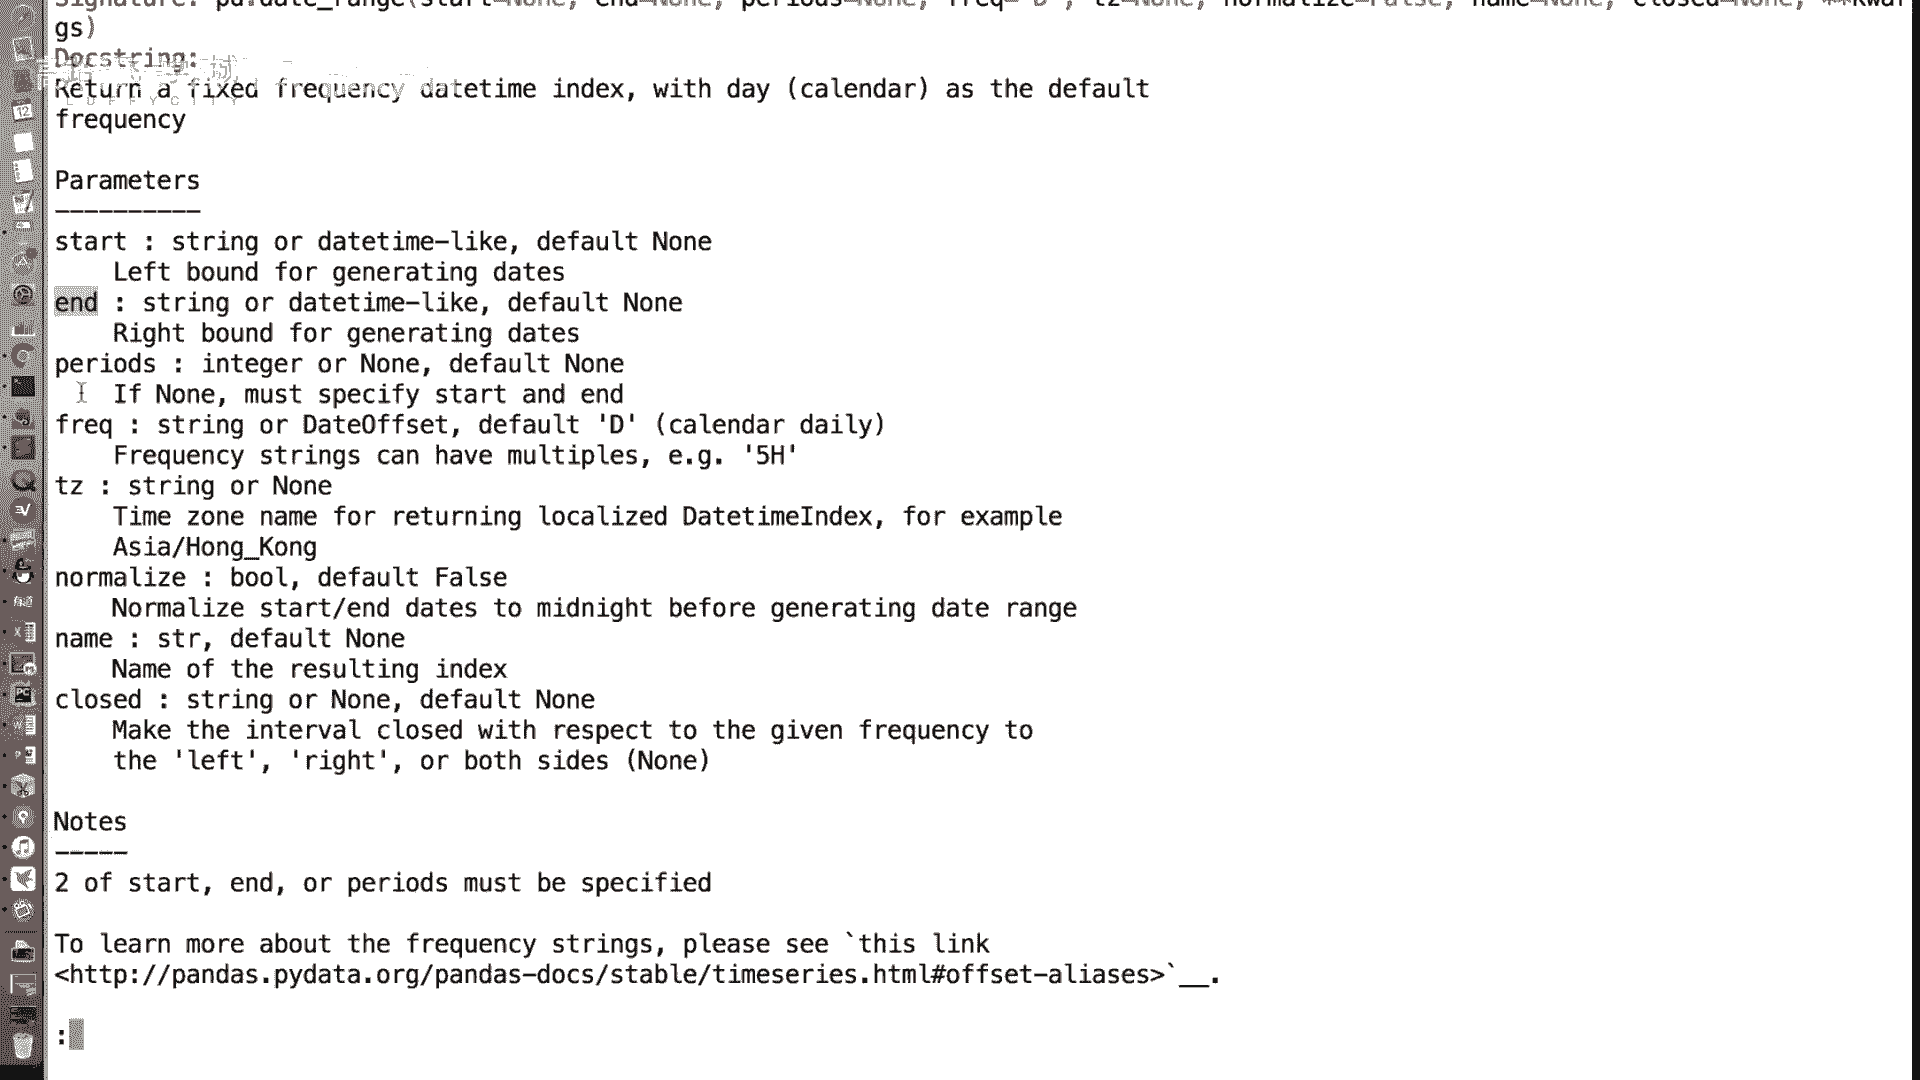 Signature: pd.date_range(start=None, end=None, periods=None, freq='D', tz=None, normalize=False, name=None, closed=None, **kwar
gs)
Docstring:
Return a fixed frequency datetime index, with day (calendar) as the default
LUFFYCITY
frequency
Parameters
----------
start : string or datetime-like, default None
Left bound for generating dates
end : string or datetime-like, default None
Right bound for generating dates
periods : integer or None, default None
If None, must specify start and end
freq : string or DateOffset, default 'D' (calendar daily)
Frequency strings can have multiples, e.g. '5H'
tz : string or None
Time zone name for returning localized DatetimeIndex, for example
Asia/Hong_Kong
normalize : bool, default False
Normalize start/end dates to midnight before generating date range
name : str, default None
Name of the resulting index
closed : string or None, default None
Make the interval closed with respect to the given frequency to
the 'left', 'right', or both sides (None)
Notes
-----
2 of start, end, or periods must be specified
To learn more about the frequency strings, please see `this link
<http://pandas.pydata.org/pandas-docs/stable/timeseries.html#offset-aliases>`__.
: